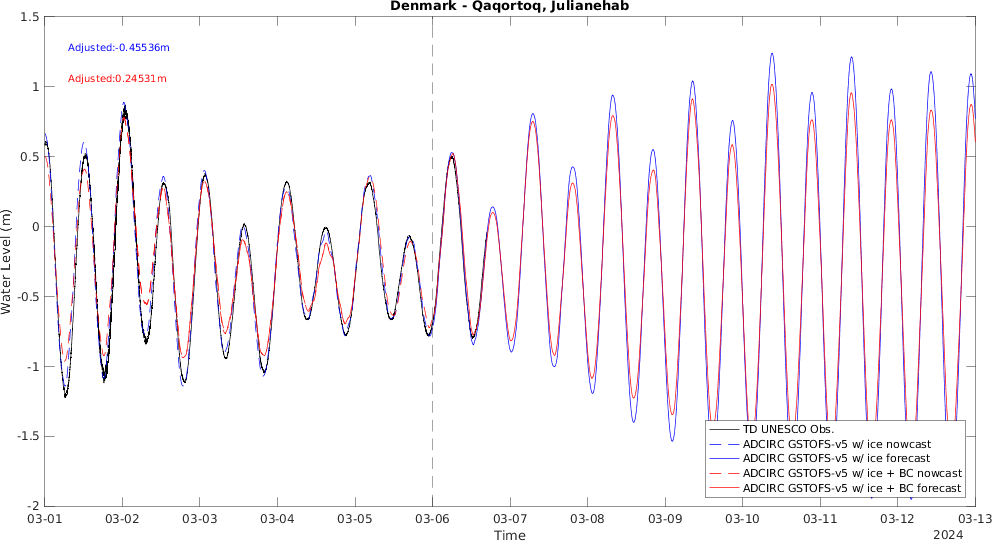 Denmark - Qaqortoq, Julianehab
Adjusted:-0.45536m
Adjusted:0.24531m
1.5
1
0.5
0
-0.5
-1
-1.5
-2
Water Level (m)
TD UNESCO Obs.
ADCIRC GSTOFS-v5 w/ ice nowcast
ADCIRC GSTOFS-v5 w/ ice forecast
ADCIRC GSTOFS-v5 w/ ice + BC nowcast
ADCIRC GSTOFS-v5 w/ ice + BC forecast
03-01 03-02 03-03 03-04 03-05 03-06 03-07 03-08 03-09 03-10 03-11 03-12 03-13
Time
2024